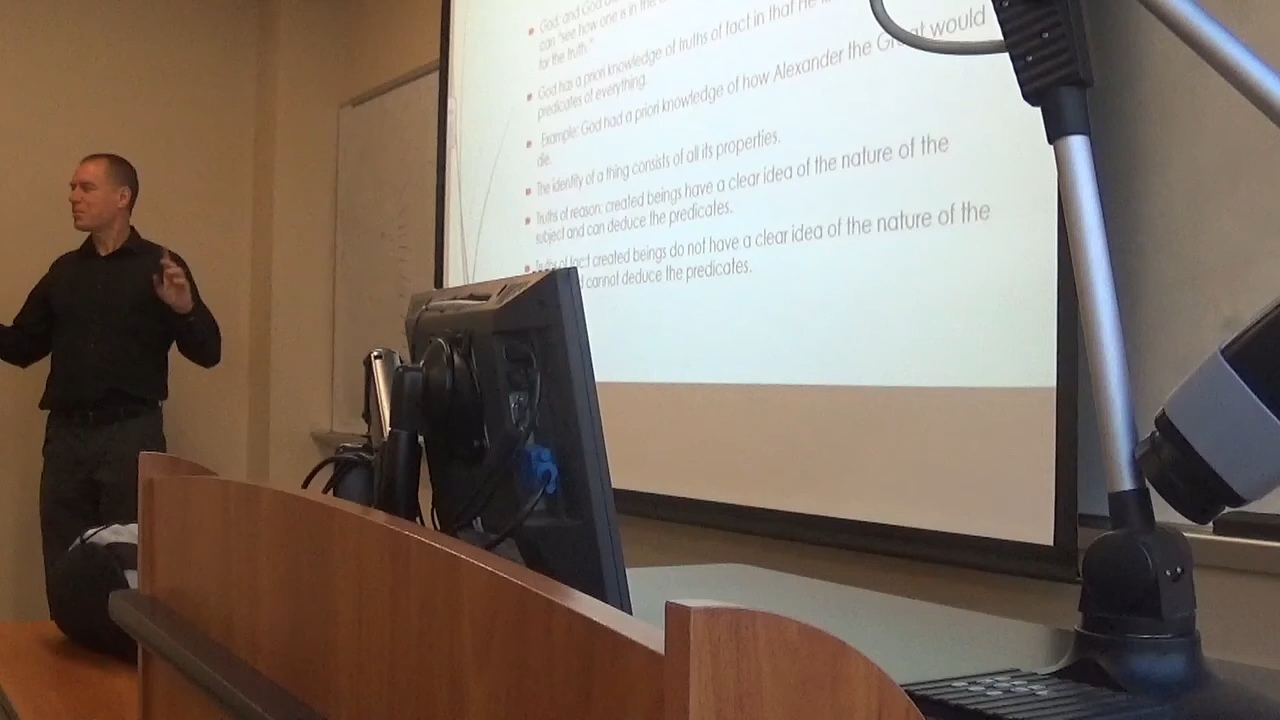 God: and God
can "see how one is in the
for the truth."
God has a priori knowledge of truths of fact in that He
predicates of everything.
Example: God had a priori knowledge of how Alexander the Great would
die.
The identity of a thing consists of all its properties.
Truths of reason: created beings have a clear idea of the nature of the
subject and can deduce the predicates.
Truths of fact created beings do not have a clear idea of the nature of the
cannot deduce the predicates.